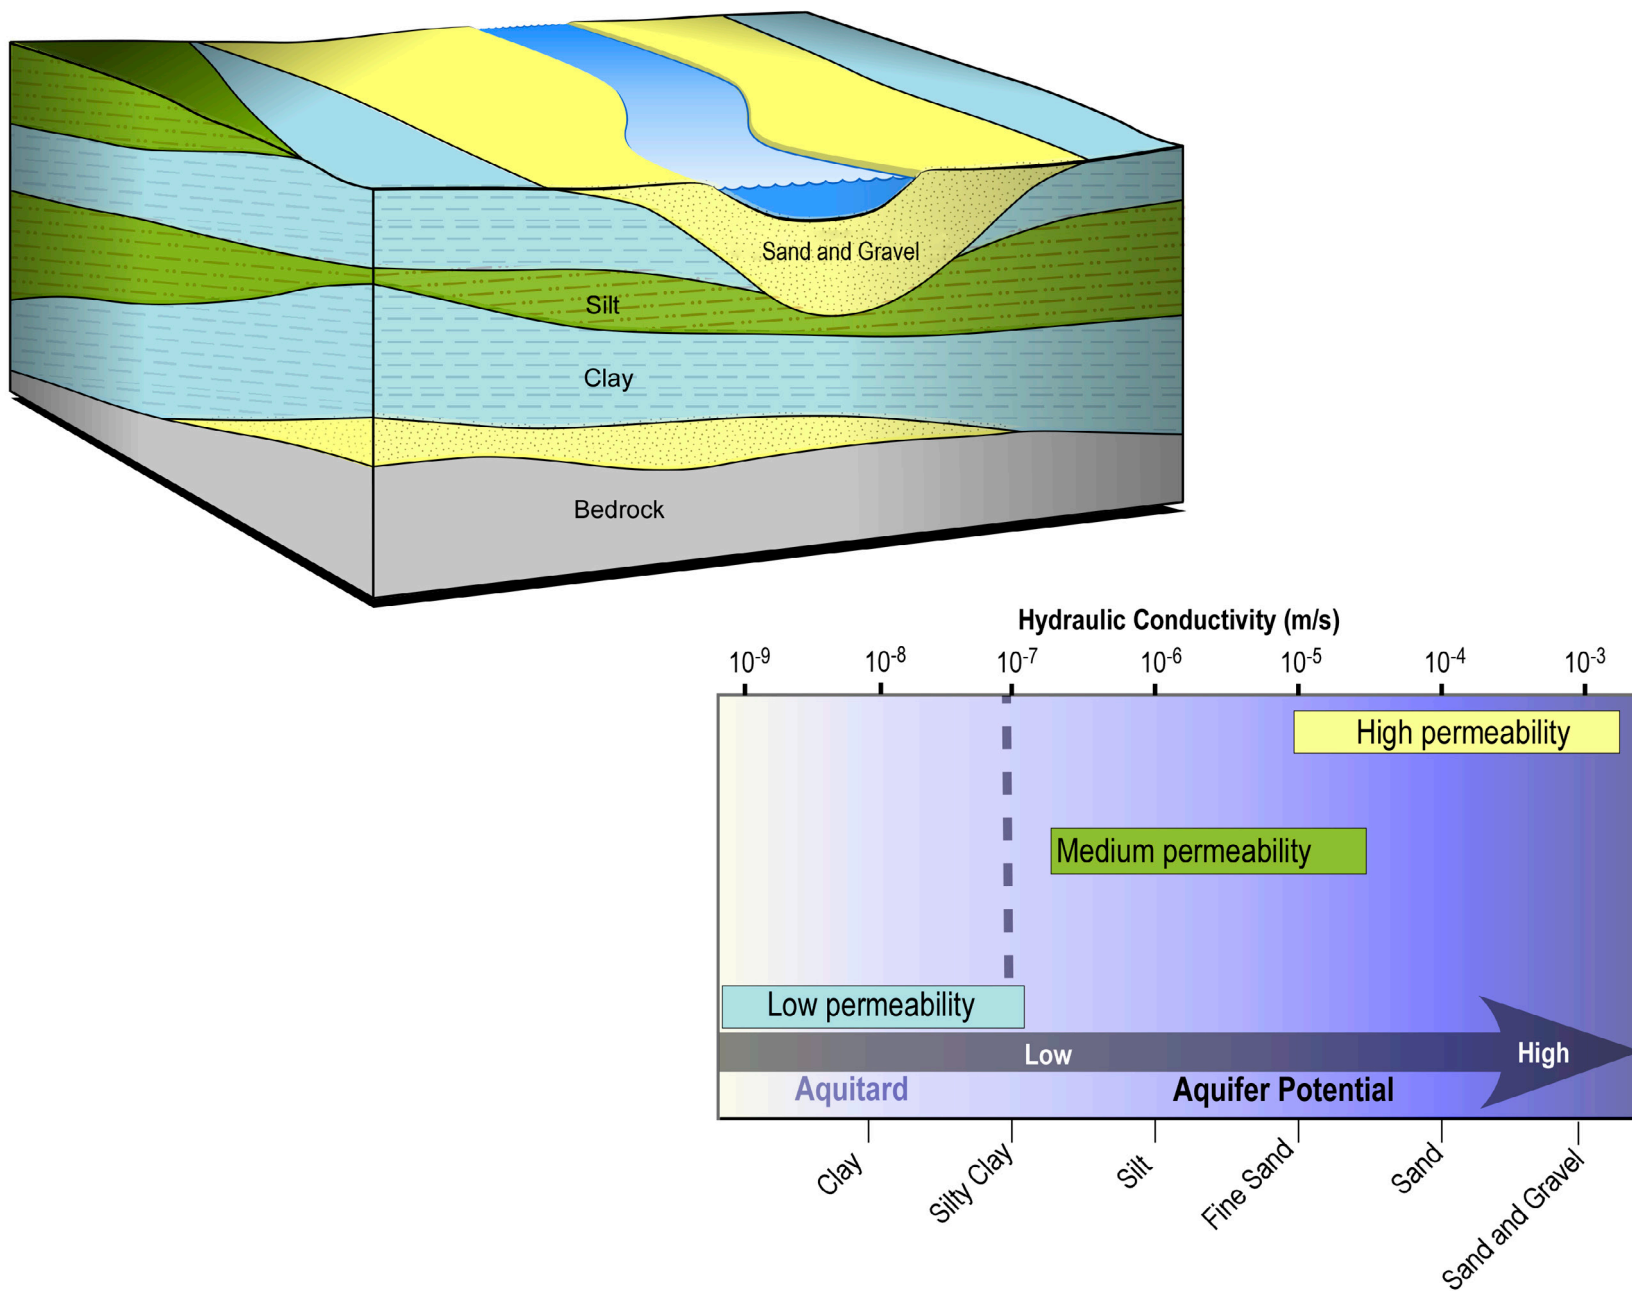 Sand and Gravel
Silt
Clay
Bedrock
Hydraulic Conductivity (m/s)
10⁻⁹ 10⁻⁸ 10⁻⁷ 10⁻⁶ 10⁻⁵ 10⁻⁴ 10⁻³
High permeability
Medium permeability
Low permeability
Low High
Aquitard Aquifer Potential
Clay
Silty Clay
Silt
Fine Sand
Sand
Sand and Gravel